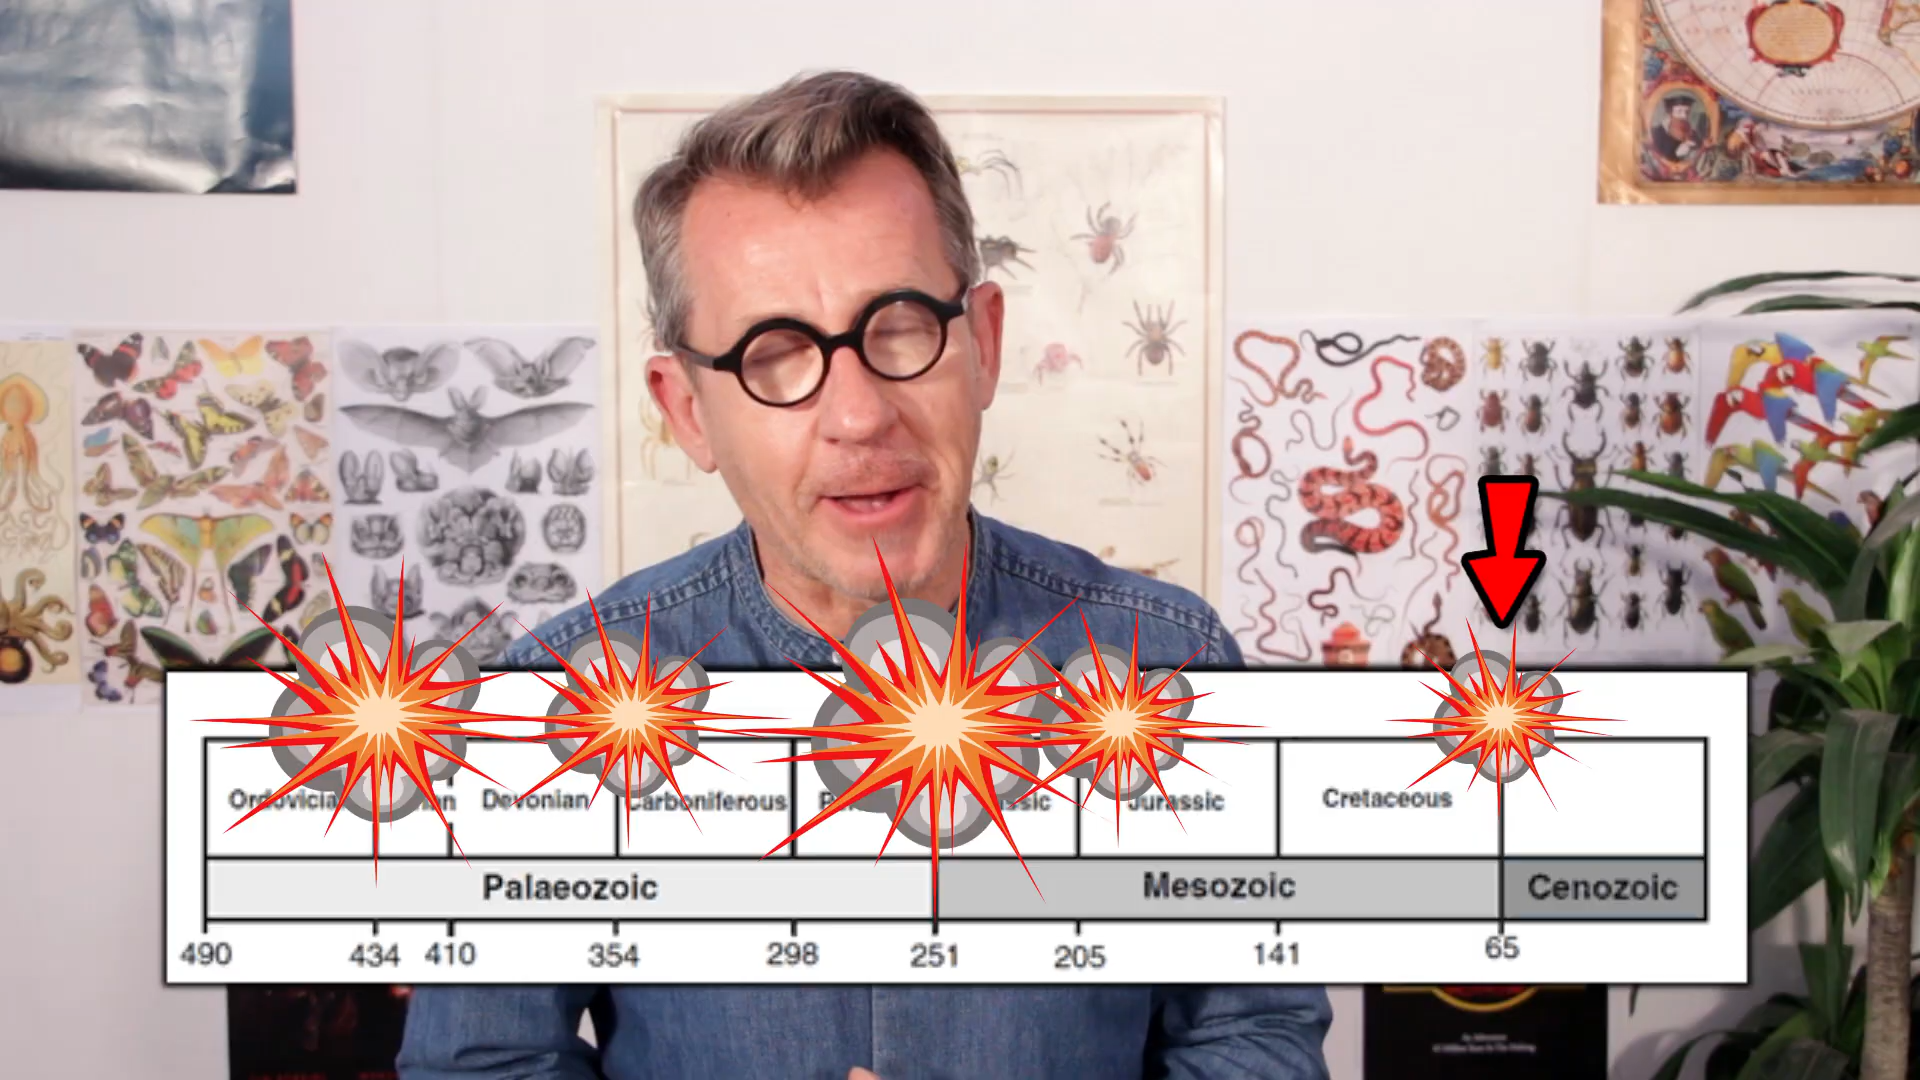 Devonian
Carboniferous
Jurassic
Cretaceous
Palaeozoic
Mesozoic
Cenozoic
490 434 410 354 298 251 205 141 65